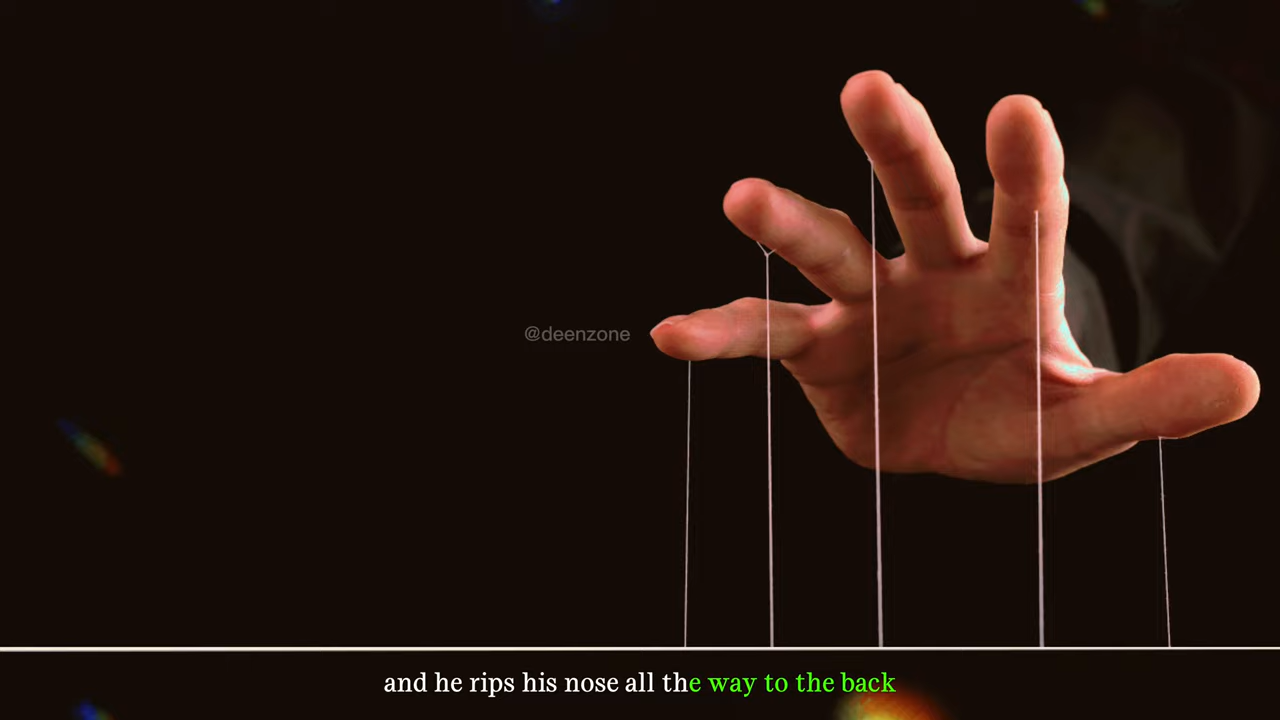 @deenzone
and he rips his nose all the way to the back